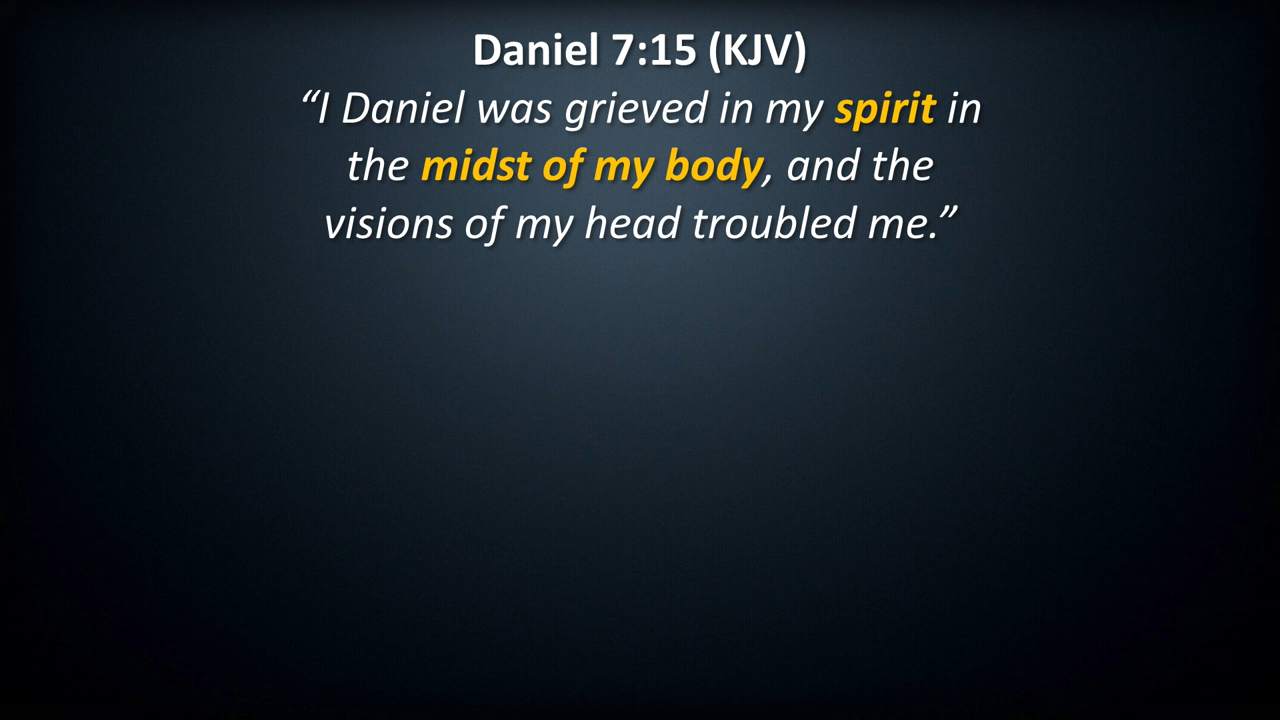 Daniel 7:15 (KJV)
“I Daniel was grieved in my spirit in
the midst of my body, and the
visions of my head troubled me.”